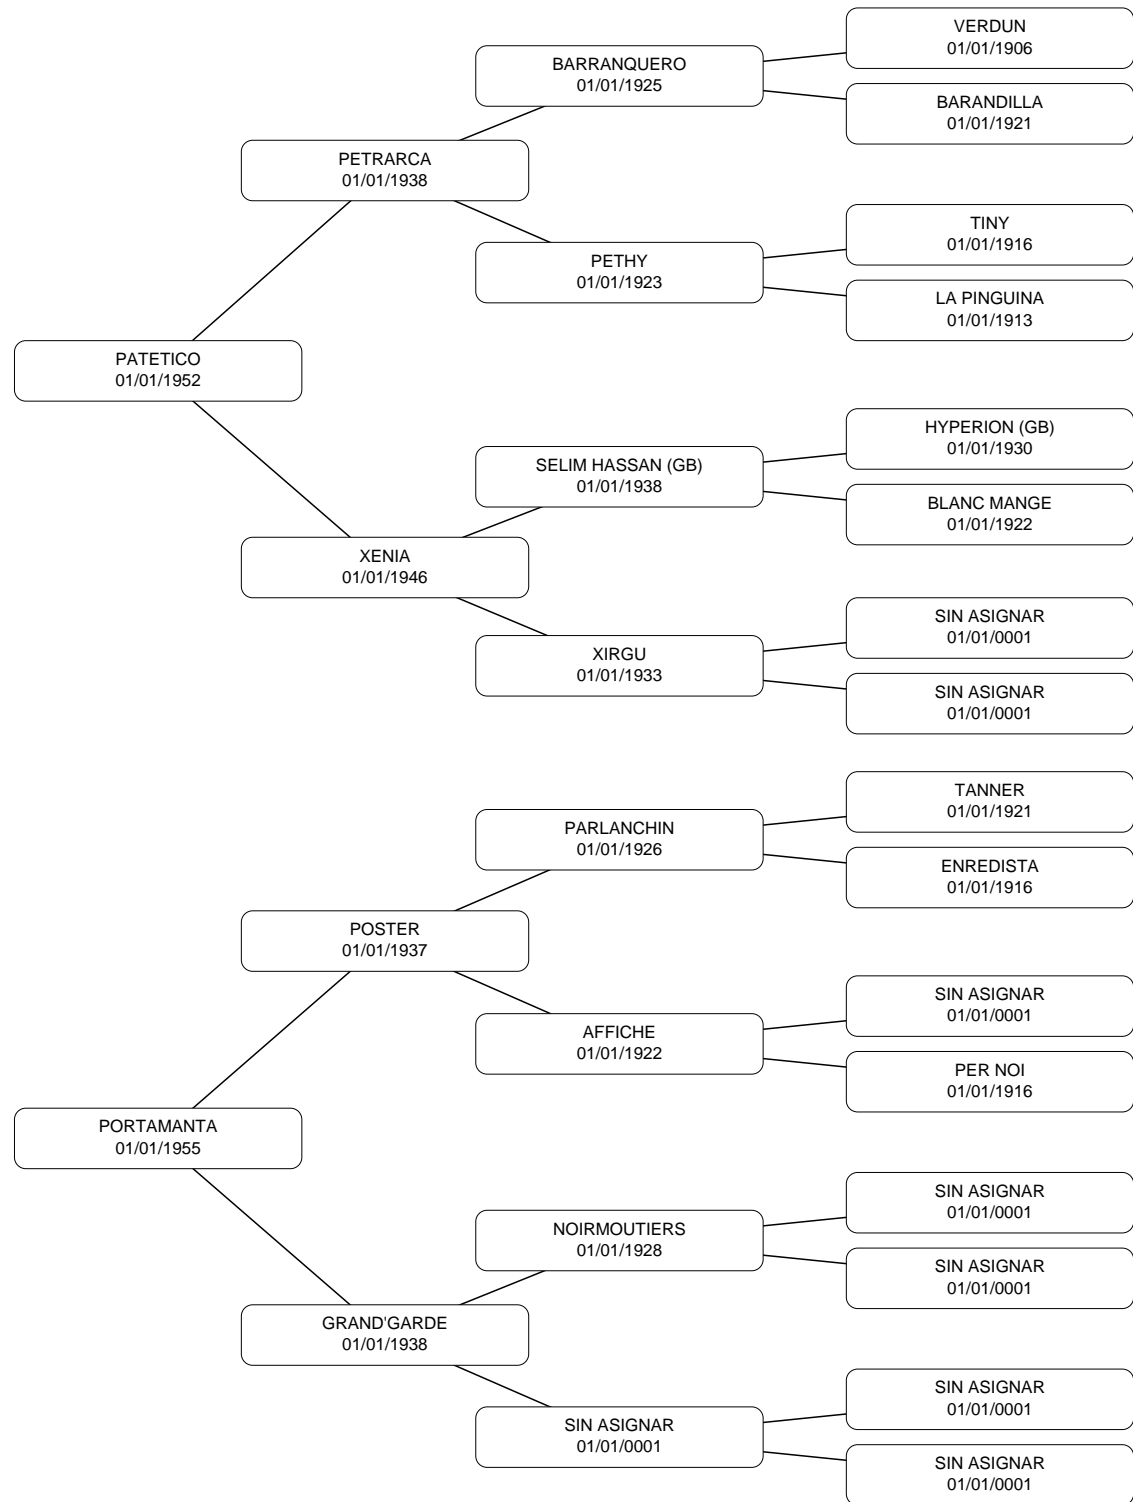 VERDUN
01/01/1906
BARRANQUERO
01/01/1925
BARANDILLA
01/01/1921
PETRARCA
01/01/1938
TINY
01/01/1916
PETHY
01/01/1923
LA PINGUINA
01/01/1913
PATETICO
01/01/1952
HYPERION (GB)
01/01/1930
SELIM HASSAN (GB)
01/01/1938
BLANC MANGE
01/01/1922
XENIA
01/01/1946
SIN ASIGNAR
01/01/0001
XIRGU
01/01/1933
SIN ASIGNAR
01/01/0001
TANNER
01/01/1921
PARLANCHIN
01/01/1926
ENREDISTA
01/01/1916
POSTER
01/01/1937
SIN ASIGNAR
01/01/0001
AFFICHE
01/01/1922
PER NOI
01/01/1916
PORTAMANTA
01/01/1955
SIN ASIGNAR
01/01/0001
NOIRMOUTIERS
01/01/1928
SIN ASIGNAR
01/01/0001
GRAND'GARDE
01/01/1938
SIN ASIGNAR
01/01/0001
SIN ASIGNAR
01/01/0001
SIN ASIGNAR
01/01/0001